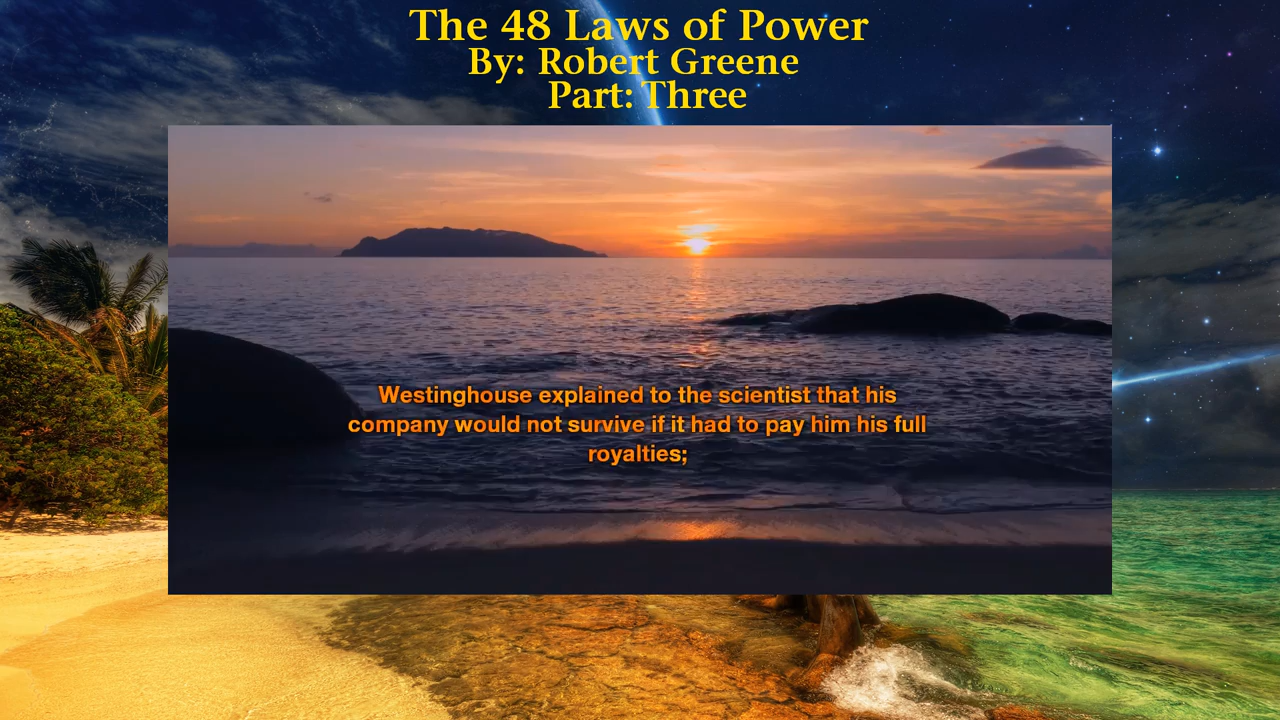 The 48 Laws of Power
By: Robert Greene
Part: Three
Westinghouse explained to the scientist that his
company would not survive if it had to pay him his full
royalties;